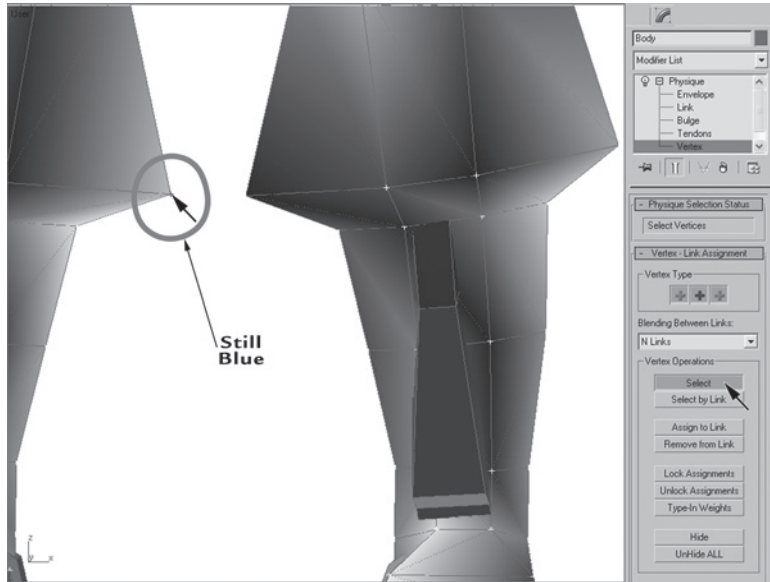 User
Still
Blue
z
y
x
Body
Modifier List
Physique
Envelope
Link
Bulge
Tendons
Vertex
- Physique Selection Status
Select Vertices
- Vertex - Link Assignment
Vertex Type
Blending Between Links:
N Links
Vertex Operations
Select
Select by Link
Assign to Link
Remove from Link
Lock Assignments
Unlock Assignments
Type-In Weights
Hide
UnHide ALL